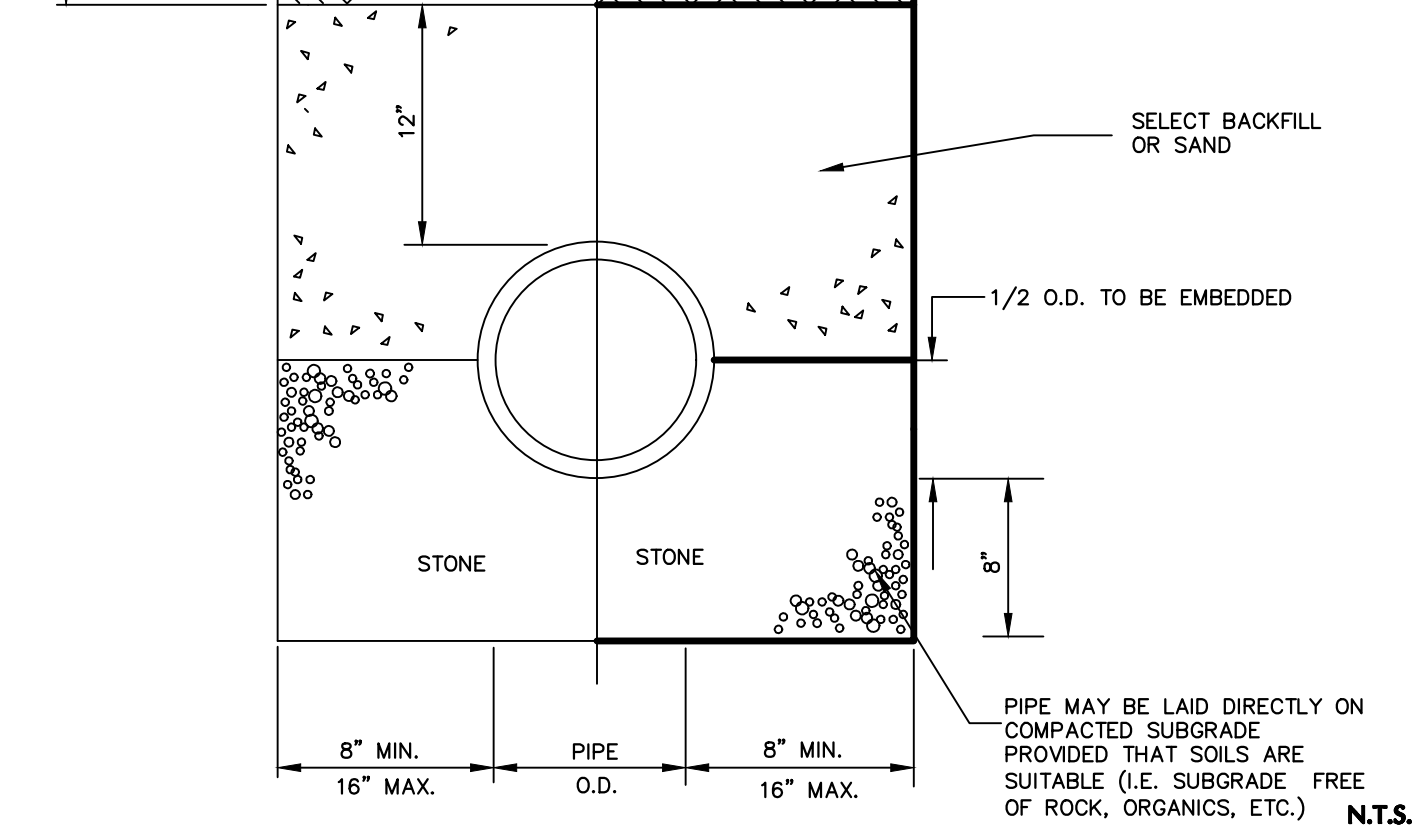 12"
SELECT BACKFILL
OR SAND
1/2 O.D. TO BE EMBEDDED
STONE
STONE
8"
PIPE MAY BE LAID DIRECTLY ON
COMPACTED SUBGRADE
PROVIDED THAT SOILS ARE
SUITABLE (I.E. SUBGRADE FREE
OF ROCK, ORGANICS, ETC.)
8" MIN.
16" MAX.
PIPE
O.D.
8" MIN.
16" MAX.
N.T.S.